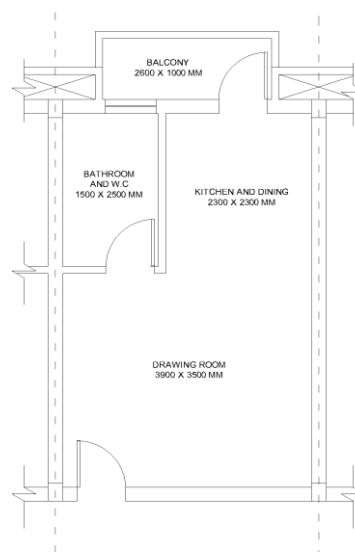 BALCONY
2600 X 1000 MM
BATHROOM
AND W.C
1500 X 2500 MM
KITCHEN AND DINING
2300 X 2300 MM
DRAWING ROOM
3900 X 3500 MM